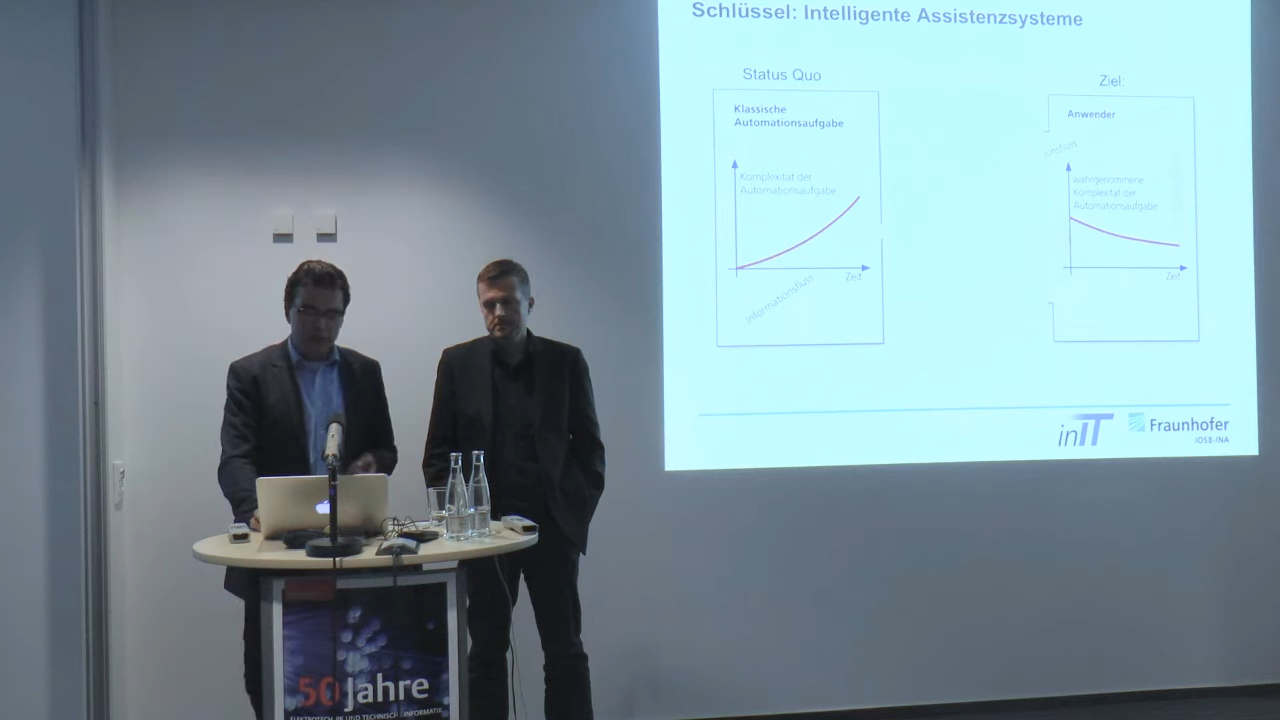 Schlüssel: Intelligente Assistenzsysteme
Status Quo
Klassische
Automationsaufgabe
Komplexität der
Automationsaufgabe
Zeit
Informationsfluss
Ziel:
Anwender
wahrgenommene
Komplexität der
Automationsaufgabe
Zeit
inIT
Fraunhofer
IOSB-INA
50 Jahre